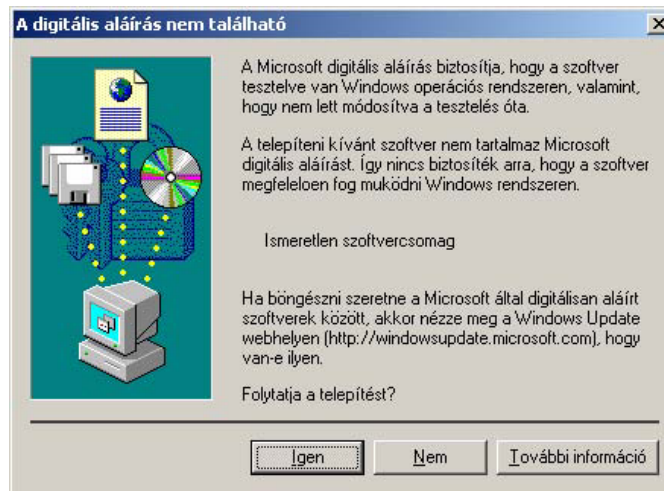 A digitális aláírás nem található
A Microsoft digitális aláírás biztosítja, hogy a szoftver
tesztelve van Windows operációs rendszeren, valamint,
hogy nem lett módosítva a tesztelés óta.
A telepíteni kívánt szoftver nem tartalmaz Microsoft
digitális aláírást. Így nincs biztosíték arra, hogy a szoftver
megfeleloen fog muködni Windows rendszeren.
Ismeretlen szoftvercsomag
Ha böngészni szeretne a Microsoft által digitálisan aláírt
szoftverek között, akkor nézze meg a Windows Update
webhelyen (http://windowsupdate.microsoft.com), hogy
van-e ilyen.
Folytatja a telepítést?
Igen
Nem
További információ